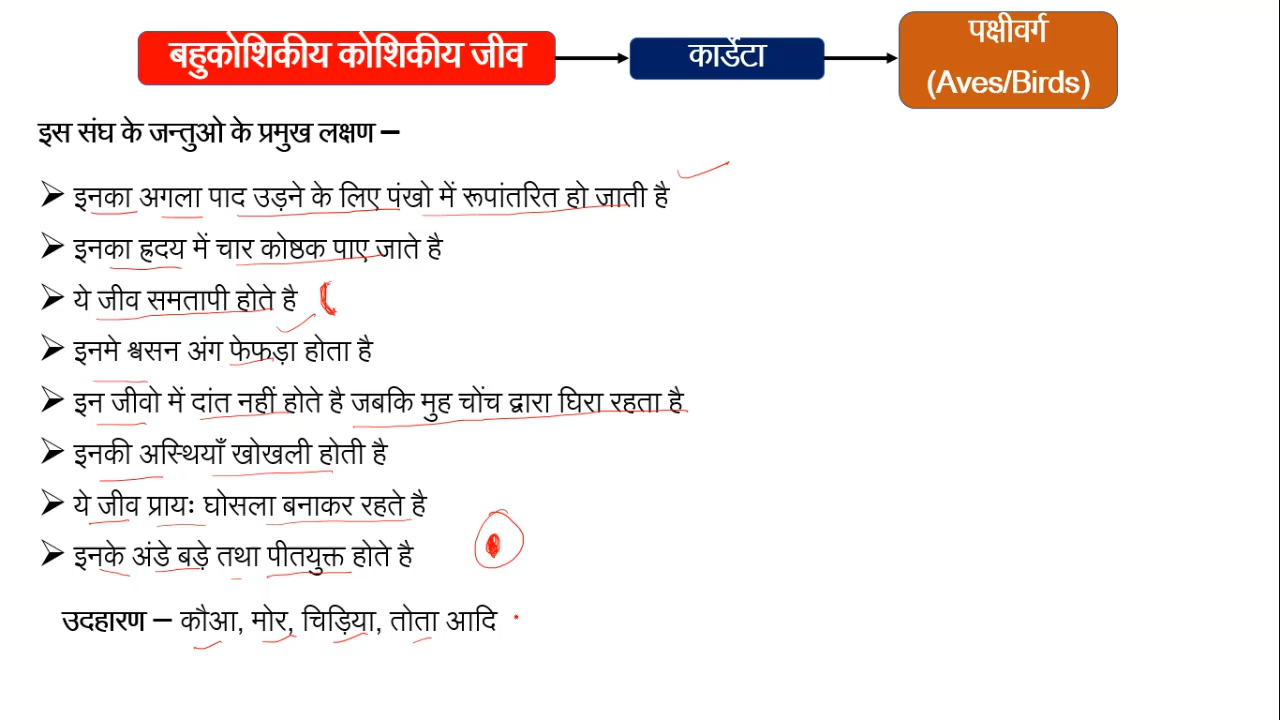 बहुकोशिकीय कोशिकीय जीव
कार्डेटा
पक्षीवर्ग
(Aves/Birds)
इस संघ के जन्तुओ के प्रमुख लक्षण –
➢ इनका अगला पाद उड़ने के लिए पंखो में रूपांतरित हो जाती है
➢ इनका ह्रदय में चार कोष्ठक पाए जाते है
➢ ये जीव समतापी होते है
➢ इनमे श्वसन अंग फेफड़ा होता है
➢ इन जीवो में दांत नहीं होते है जबकि मुह चोंच द्वारा घिरा रहता है
➢ इनकी अस्थियाँ खोखली होती है
➢ ये जीव प्रायः घोसला बनाकर रहते है
➢ इनके अंडे बड़े तथा पीतयुक्त होते है
उदहारण – कौआ, मोर, चिड़िया, तोता आदि